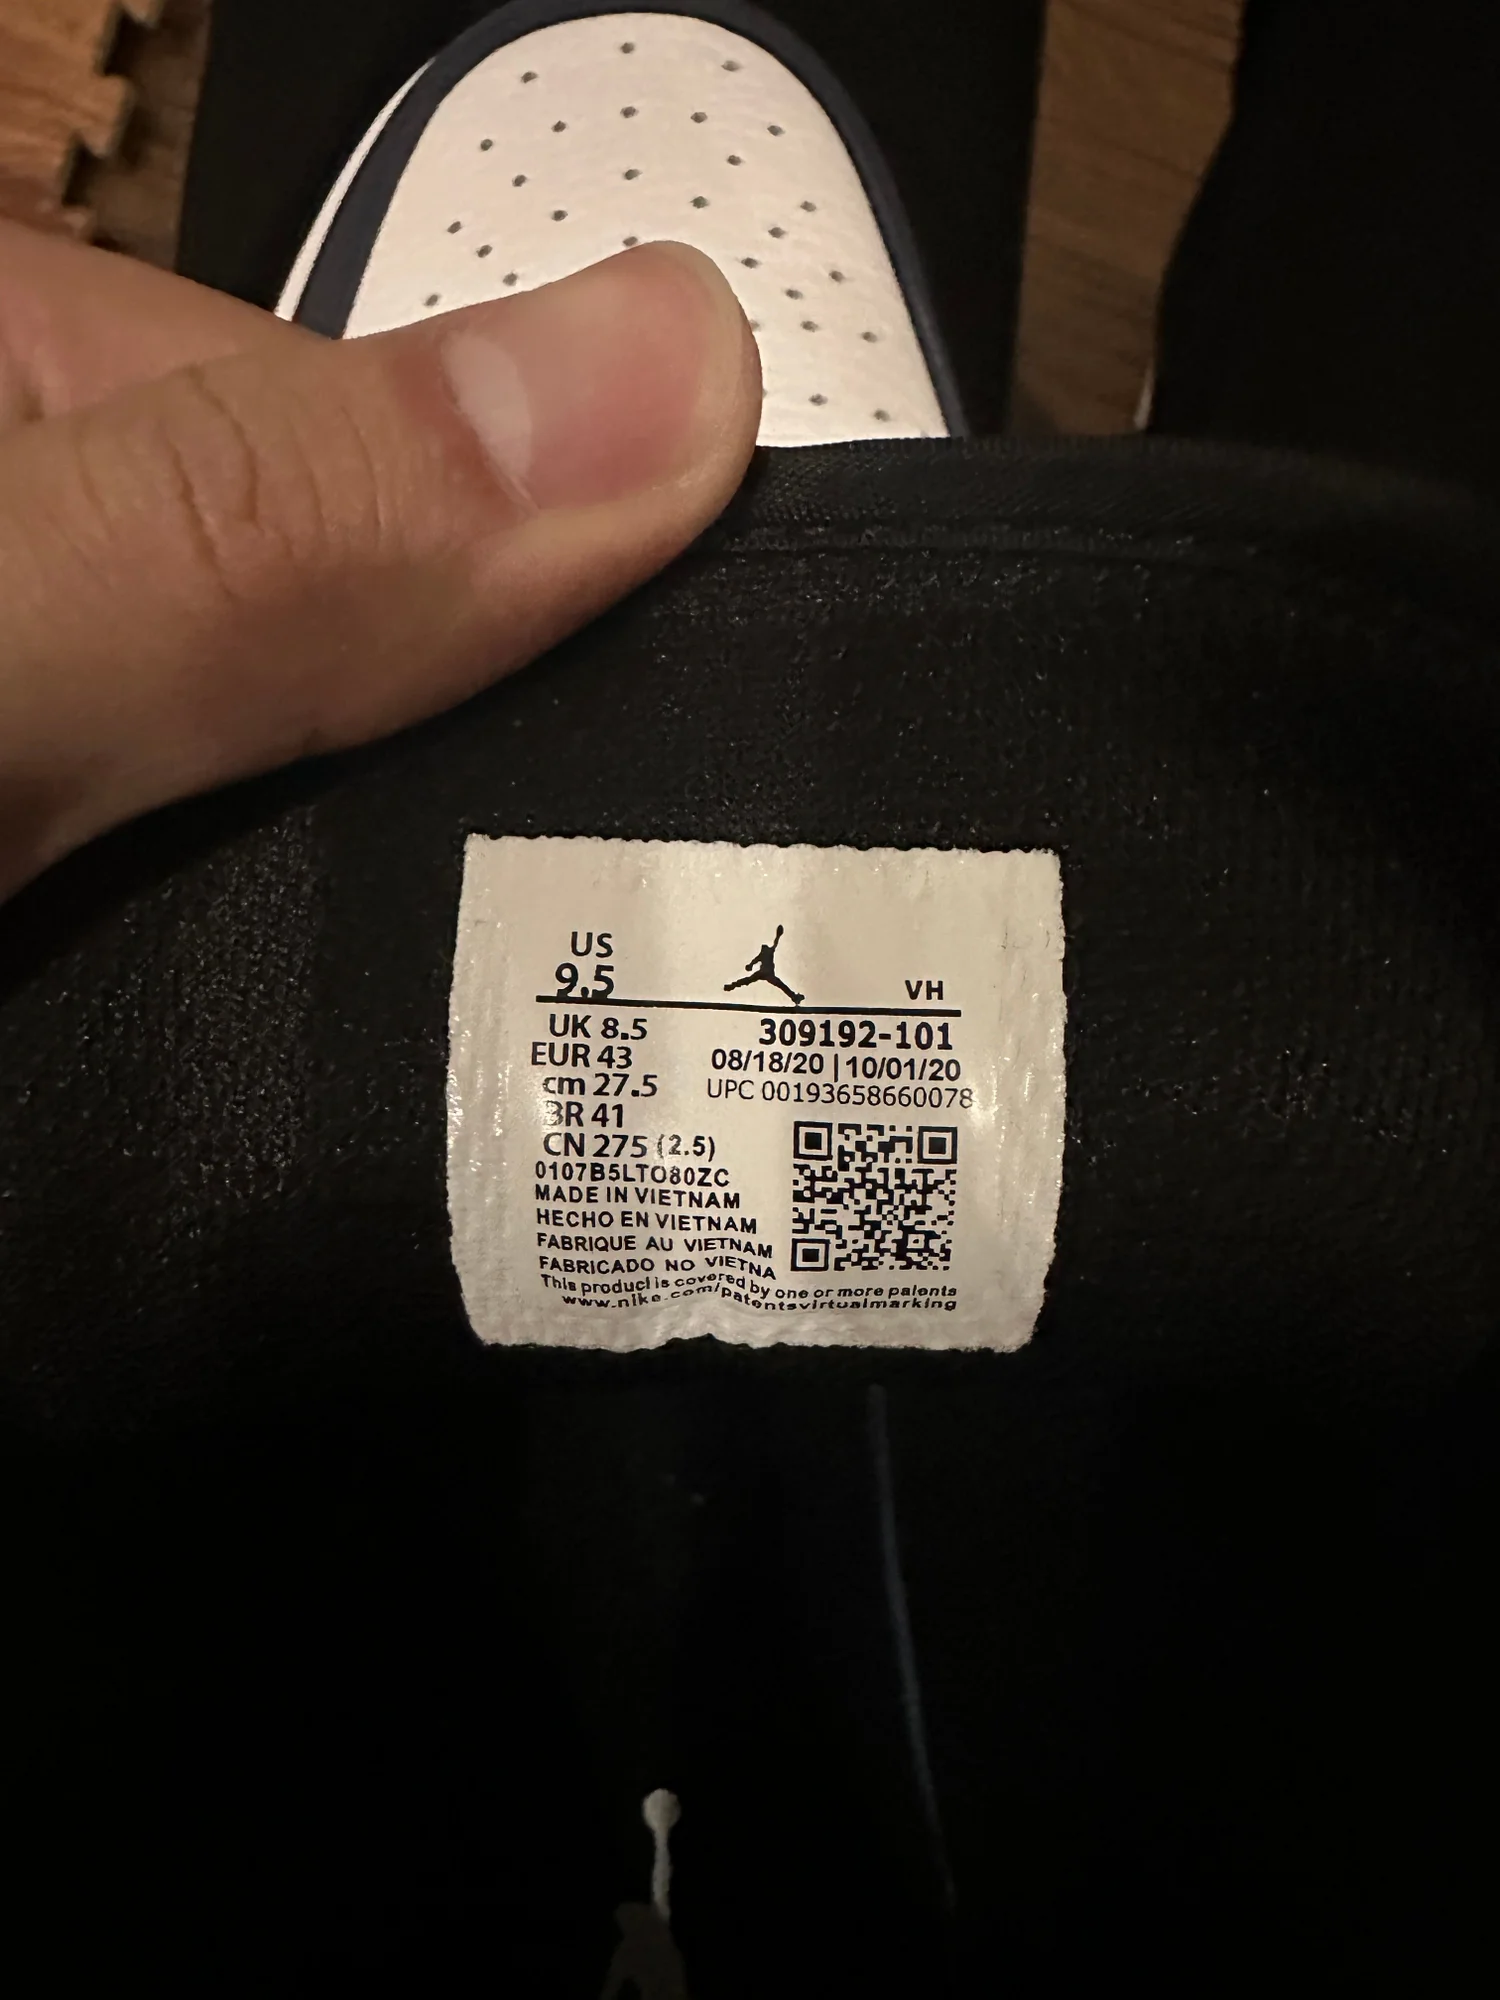 US
9.5
VH
UK 8.5
309192-101
EUR 43
08/18/20 | 10/01/20
cm 27.5
UPC 00193658660078
BR 41
CN 275 (2.5)
0107B5LTO80ZC
MADE IN VIETNAM
HECHO EN VIETNAM
FABRIQUE AU VIETNAM
FABRICADO NO VIETNA
This product is covered by one or more patents
www.nike.com/patentsvirtualmarking